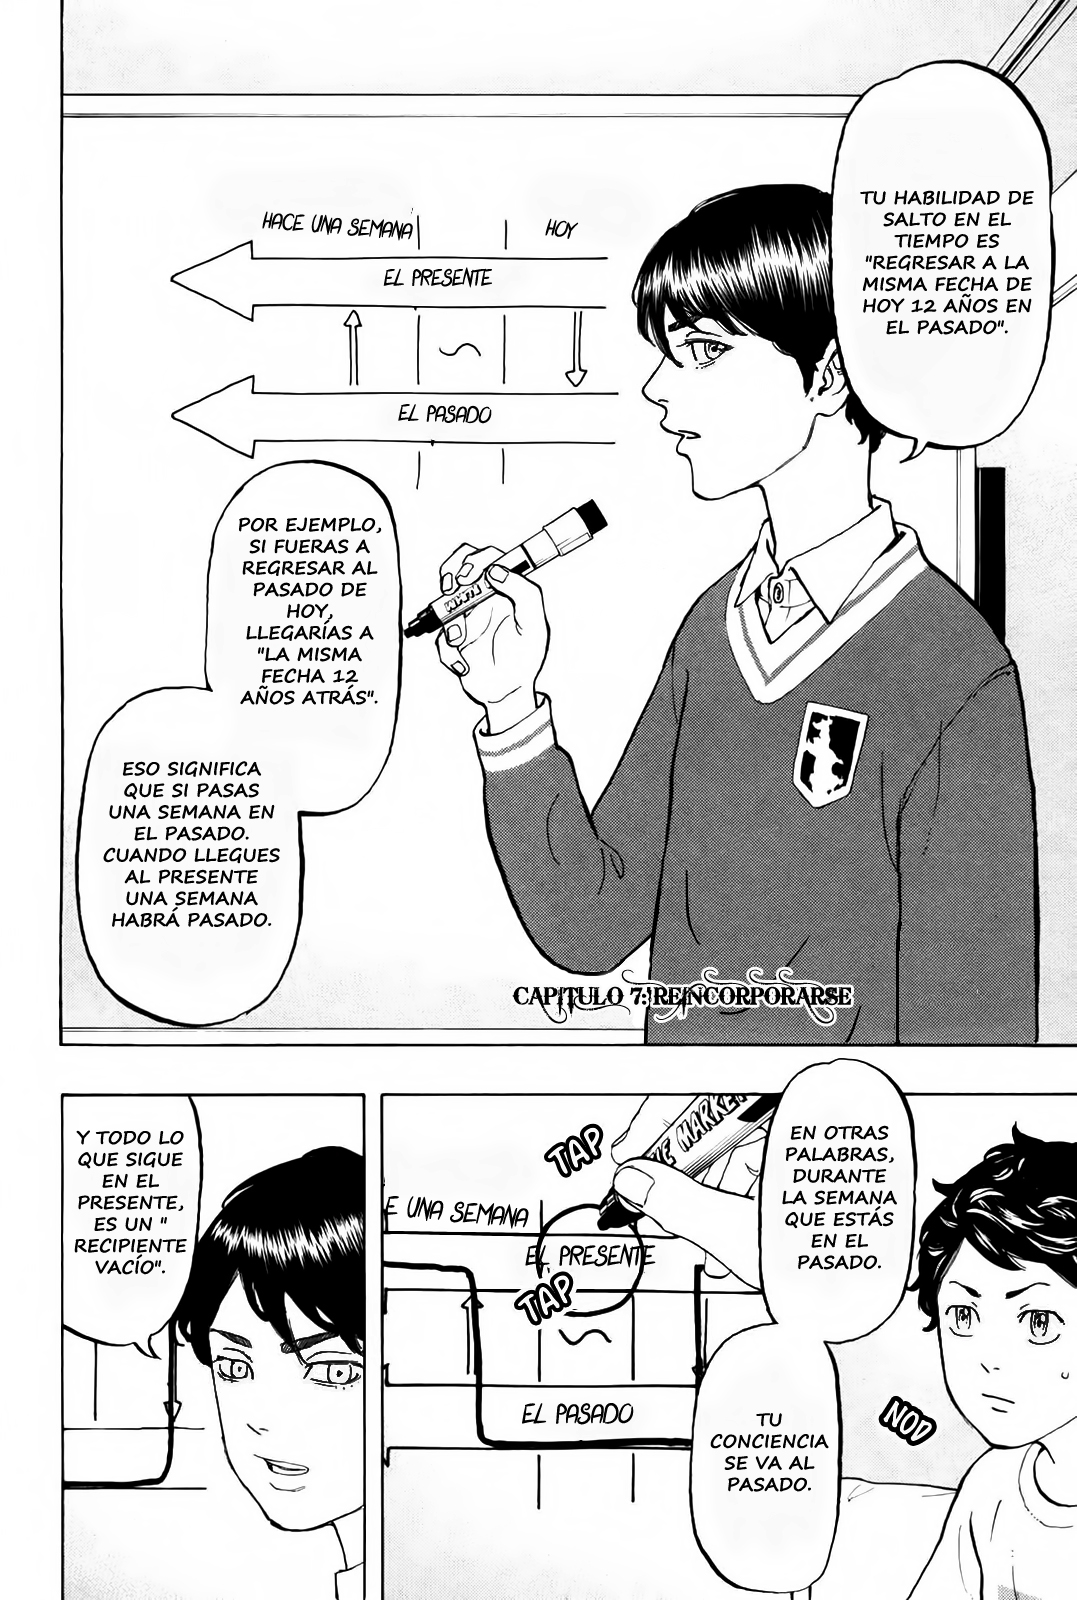 TU HABILIDAD DE
SALTO EN EL
TIEMPO ES
"REGRESAR A LA
MISMA FECHA DE
HOY 12 AÑOS EN
EL PASADO".
HACE UNA SEMANA
HOY
EL PRESENTE
EL PASADO
POR EJEMPLO,
SI FUERAS A
REGRESAR AL
PASADO DE
HOY,
LLEGARÍAS A
"LA MISMA
FECHA 12
AÑOS ATRÁS".
ESO SIGNIFICA
QUE SI PASAS
UNA SEMANA EN
EL PASADO.
CUANDO LLEGUES
AL PRESENTE
UNA SEMANA
HABRÁ PASADO.
CAPITULO 7: REINCORPORARSE
EN OTRAS
PALABRAS,
DURANTE
LA SEMANA
QUE ESTÁS
EN EL
PASADO.
TAP
MARKER
E UNA SEMANA
EL PRESENTE
TAP
EL PASADO
TU
CONCIENCIA
SE VA AL
PASADO.
NOD
Y TODO LO
QUE SIGUE
EN EL
PRESENTE,
ES UN "
RECIPIENTE
VACÍO".